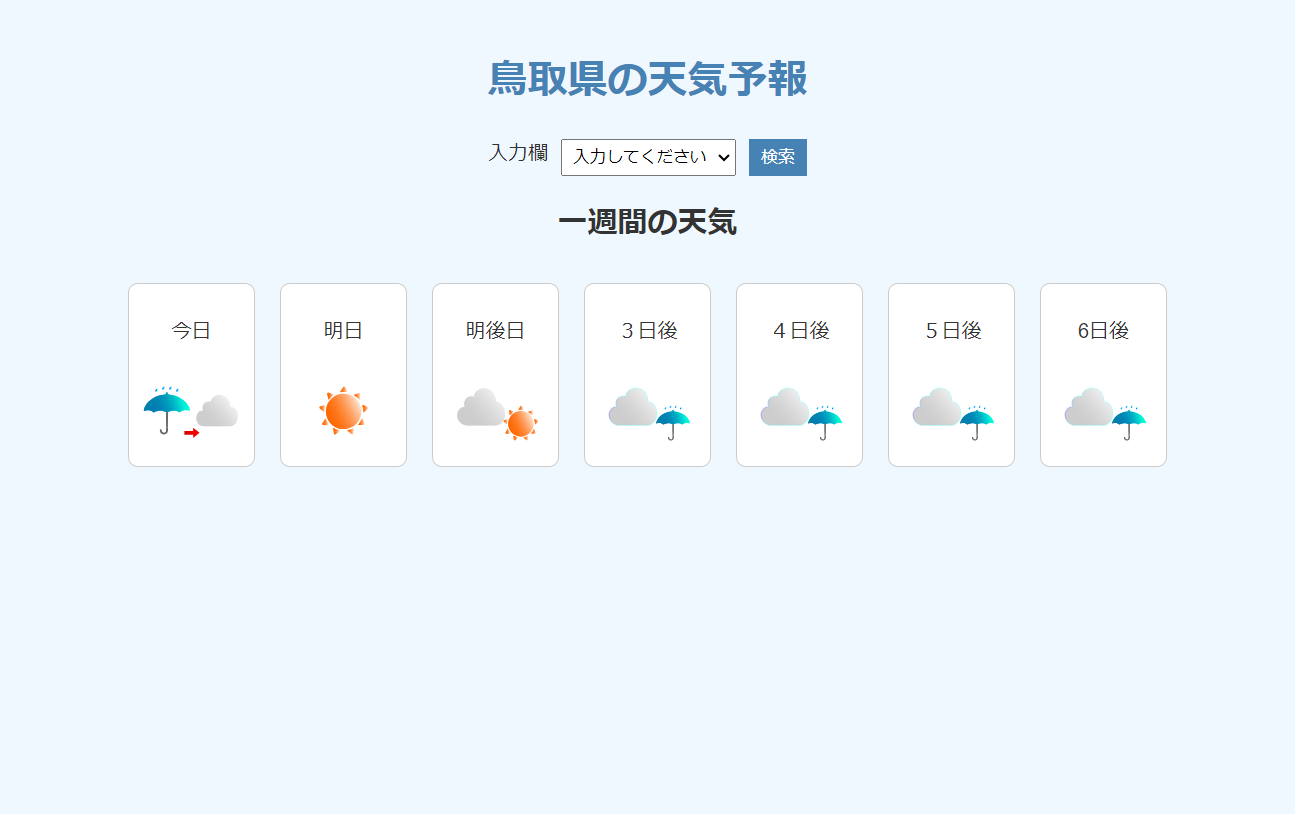 鳥取県の天気予報
入力欄 入力してください 検索
一週間の天気
今日 明日 明後日 ３日後 ４日後 ５日後 6日後